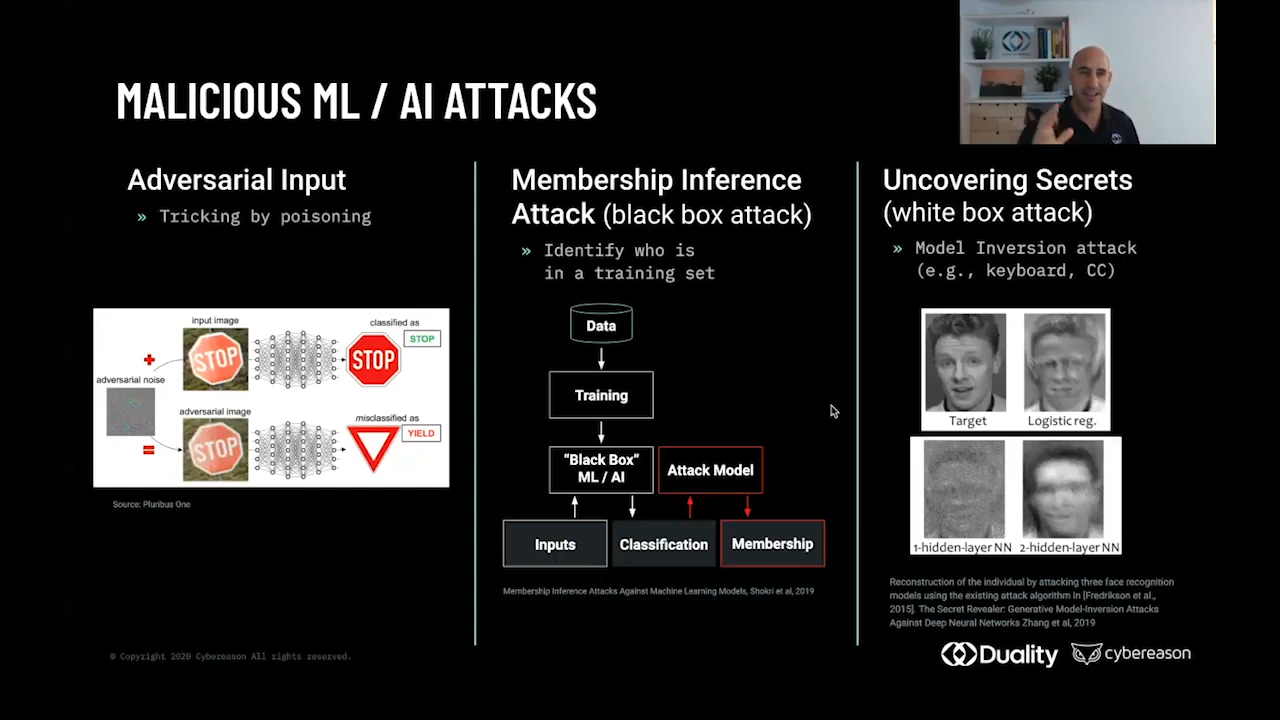 MALICIOUS ML / AI ATTACKS
Adversarial Input
» Tricking by poisoning
input image
classified as
STOP
STOP
STOP
adversarial noise
adversarial image
misclassified as
STOP
YIELD
Source: Pluribus One
Membership Inference
Attack (black box attack)
» Identify who is
in a training set
Data
Training
“Black Box”
ML / AI
Attack Model
Inputs
Classification
Membership
Membership Inference Attacks Against Machine Learning Models, Shokri et al, 2019
Uncovering Secrets
(white box attack)
» Model Inversion attack
(e.g., keyboard, CC)
Target
Logistic reg.
1-hidden-layer NN
2-hidden-layer NN
Reconstruction of the individual by attacking three face recognition
models using the existing attack algorithm in [Fredrikson et al.,
2015]. The Secret Revealer: Generative Model-Inversion Attacks
Against Deep Neural Networks Zhang et al, 2019
© Copyright 2020 Cybereason All rights reserved.
Duality
cybereason